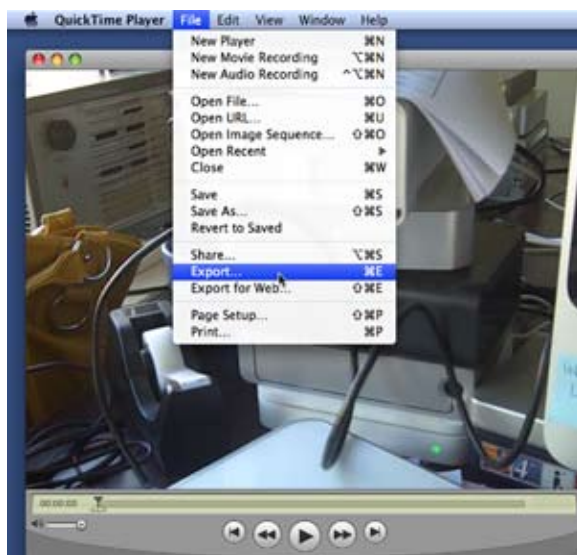 QuickTime Player File Edit View Window Help
New Player ⌘N
New Movie Recording ⌥⌘N
New Audio Recording ^⌥⌘N
Open File... ⌘O
Open URL... ⌘U
Open Image Sequence... ⇧⌘O
Open Recent ▶
Close ⌘W
Save ⌘S
Save As... ⇧⌘S
Revert to Saved
Share... ⌥⌘S
Export... ⌘E
Export for Web... ⇧⌘E
Page Setup... ⇧⌘P
Print... ⌘P
4
00:00:00